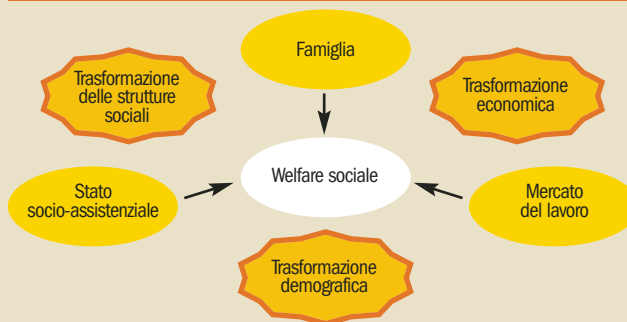 Famiglia
Trasformazione
delle strutture
sociali
Trasformazione
economica
Welfare sociale
Stato
socio-assistenziale
Mercato
del lavoro
Trasformazione
demografica